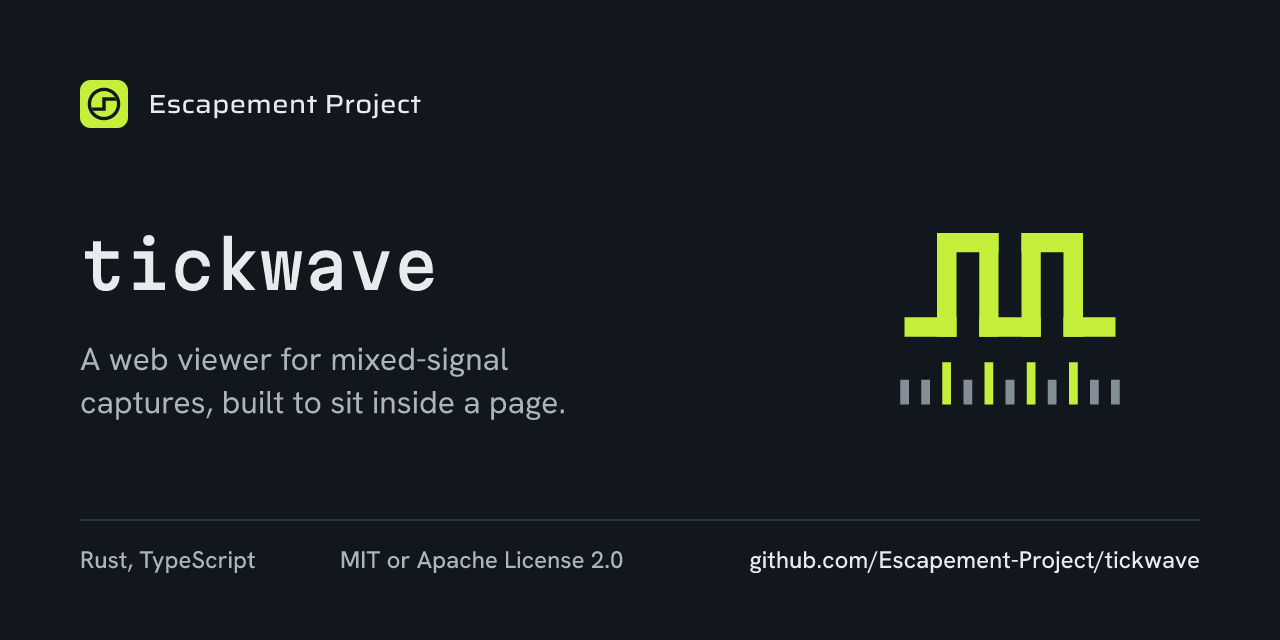 Escapement Project
tickwave
A web viewer for mixed-signal
captures, built to sit inside a page.
Rust, TypeScript
MIT or Apache License 2.0
github.com/Escapement-Project/tickwave